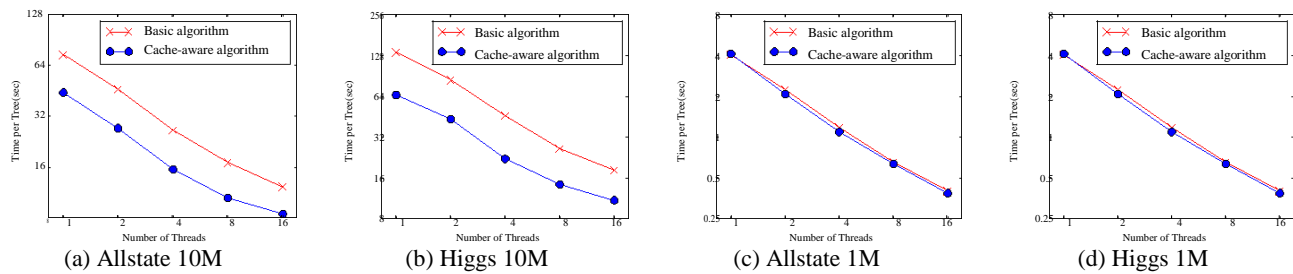 128
64
32
16
8
Time per Tree(sec)
Basic algorithm
Cache-aware algorithm
1 2 4 8 16
Number of Threads
(a) Allstate 10M
256
128
64
32
16
8
Time per Tree(sec)
Basic algorithm
Cache-aware algorithm
1 2 4 8 16
Number of Threads
(b) Higgs 10M
8
4
2
1
0.5
0.25
Time per Tree(sec)
Basic algorithm
Cache-aware algorithm
1 2 4 8 16
Number of Threads
(c) Allstate 1M
8
4
2
1
0.5
0.25
Time per Tree(sec)
Basic algorithm
Cache-aware algorithm
1 2 4 8 16
Number of Threads
(d) Higgs 1M